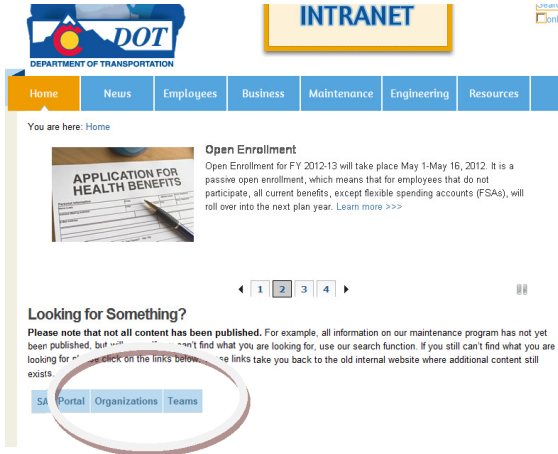 DOT
DEPARTMENT OF TRANSPORTATION
INTRANET
Home News Employees Business Maintenance Engineering Resources
You are here: Home
APPLICATION FOR
HEALTH BENEFITS
Open Enrollment
Open Enrollment for FY 2012-13 will take place May 1-May 16, 2012. It is a
passive open enrollment, which means that for employees that do not
participate, all current benefits, except flexible spending accounts (FSAs), will
roll over into the next plan year. Learn more >>>
1 2 3 4
Looking for Something?
Please note that not all content has been published. For example, all information on our maintenance program has not yet
been published, but find what you are looking for, use our search function. If you still can't find what you are
looking for click on the links below. links take you back to the old internal website where additional content still
exists.
Portal Organizations Teams